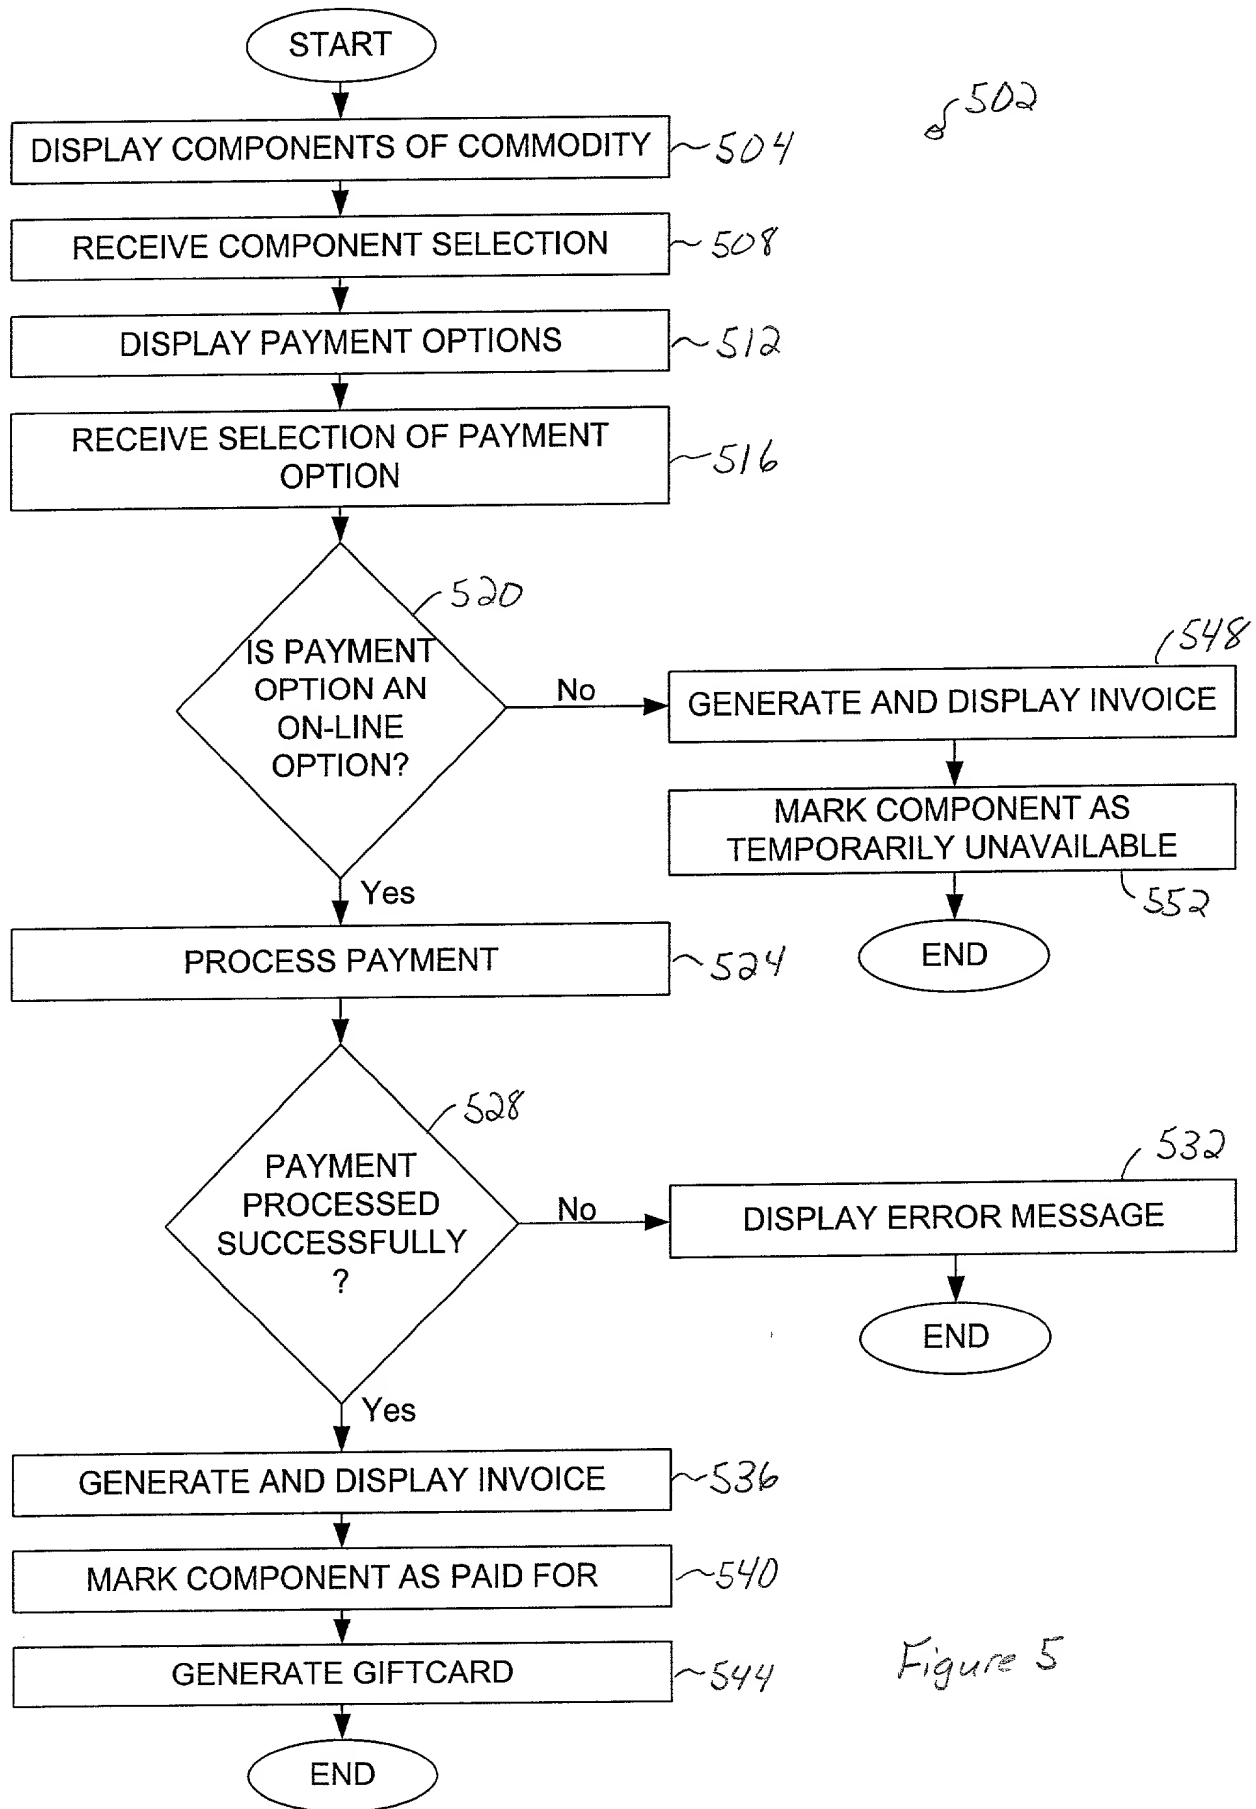 START
502
DISPLAY COMPONENTS OF COMMODITY
504
RECEIVE COMPONENT SELECTION
508
DISPLAY PAYMENT OPTIONS
512
RECEIVE SELECTION OF PAYMENT
OPTION
516
520
IS PAYMENT
OPTION AN
ON-LINE
OPTION?
No
548
GENERATE AND DISPLAY INVOICE
MARK COMPONENT AS
TEMPORARILY UNAVAILABLE
552
END
Yes
PROCESS PAYMENT
524
528
PAYMENT
PROCESSED
SUCCESSFULLY
?
No
532
DISPLAY ERROR MESSAGE
END
Yes
GENERATE AND DISPLAY INVOICE
536
MARK COMPONENT AS PAID FOR
540
GENERATE GIFTCARD
544
END
Figure 5